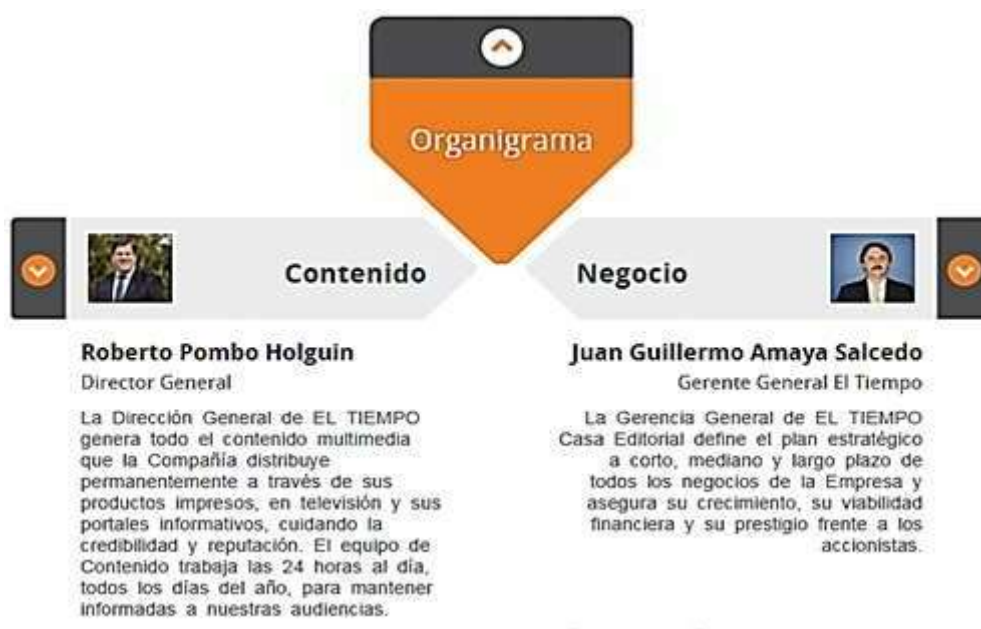 Organigrama
Contenido
Negocio
Roberto Pombo Holguin
Director General
La Dirección General de EL TIEMPO
genera todo el contenido multimedia
que la Compañía distribuye
permanentemente a través de sus
productos impresos, en televisión y sus
portales informativos, cuidando la
credibilidad y reputación. El equipo de
Contenido trabaja las 24 horas al día,
todos los días del año, para mantener
informadas a nuestras audiencias.
Juan Guillermo Amaya Salcedo
Gerente General El Tiempo
La Gerencia General de EL TIEMPO
Casa Editorial define el plan estratégico
a corto, mediano y largo plazo de
todos los negocios de la Empresa y
asegura su crecimiento, su viabilidad
financiera y su prestigio frente a los
accionistas.